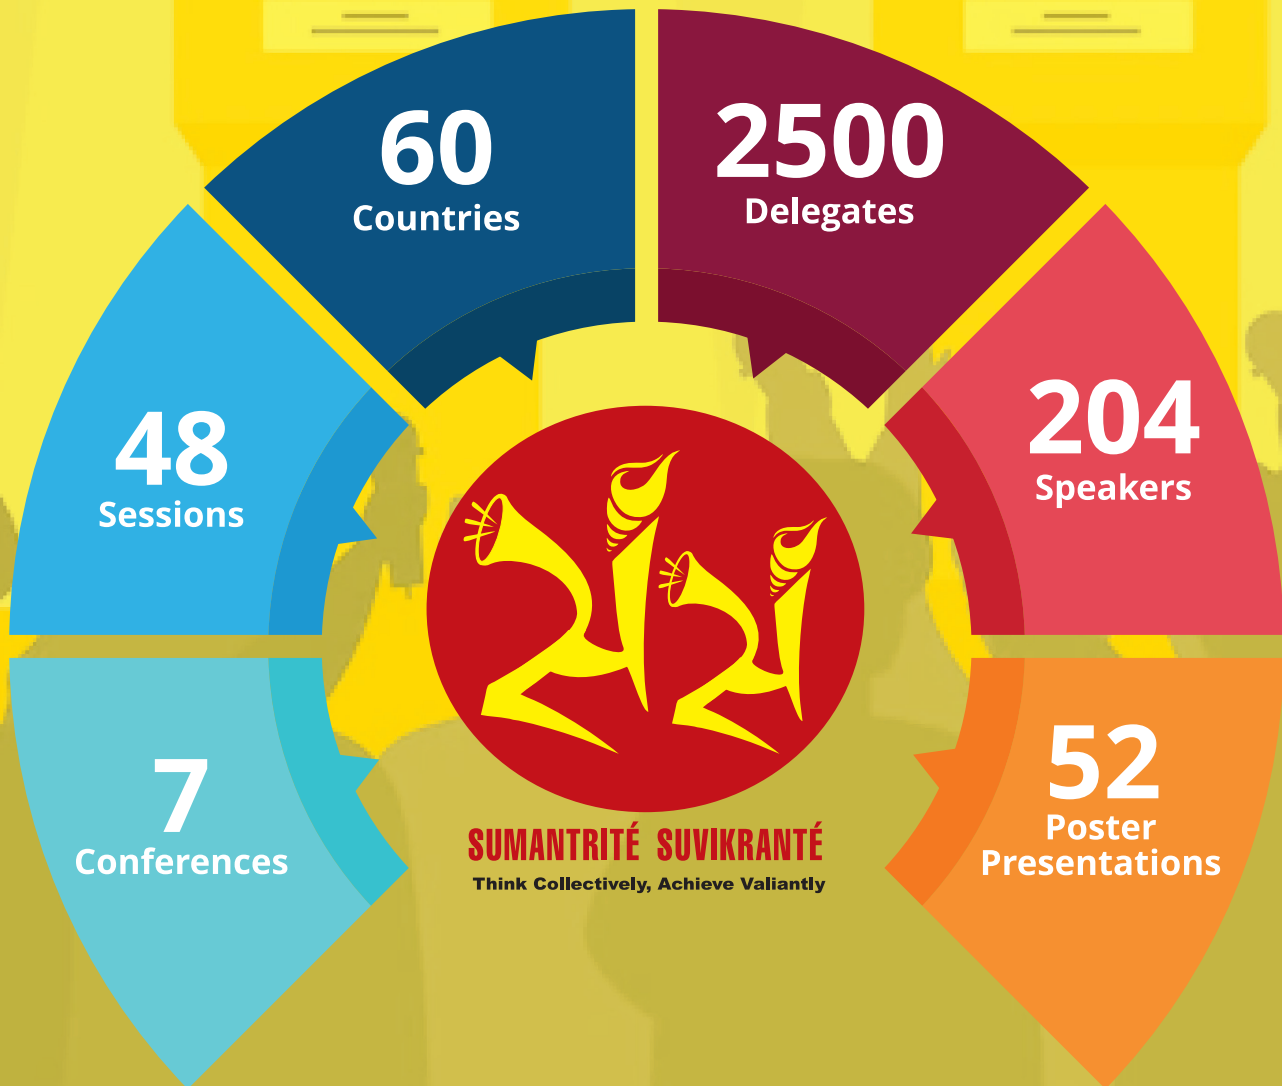 60
Countries
2500
Delegates
48
Sessions
204
Speakers
7
Conferences
52
Poster
Presentations
SUMANTRITÉ SUVIKRANTÉ
Think Collectively, Achieve Valiantly